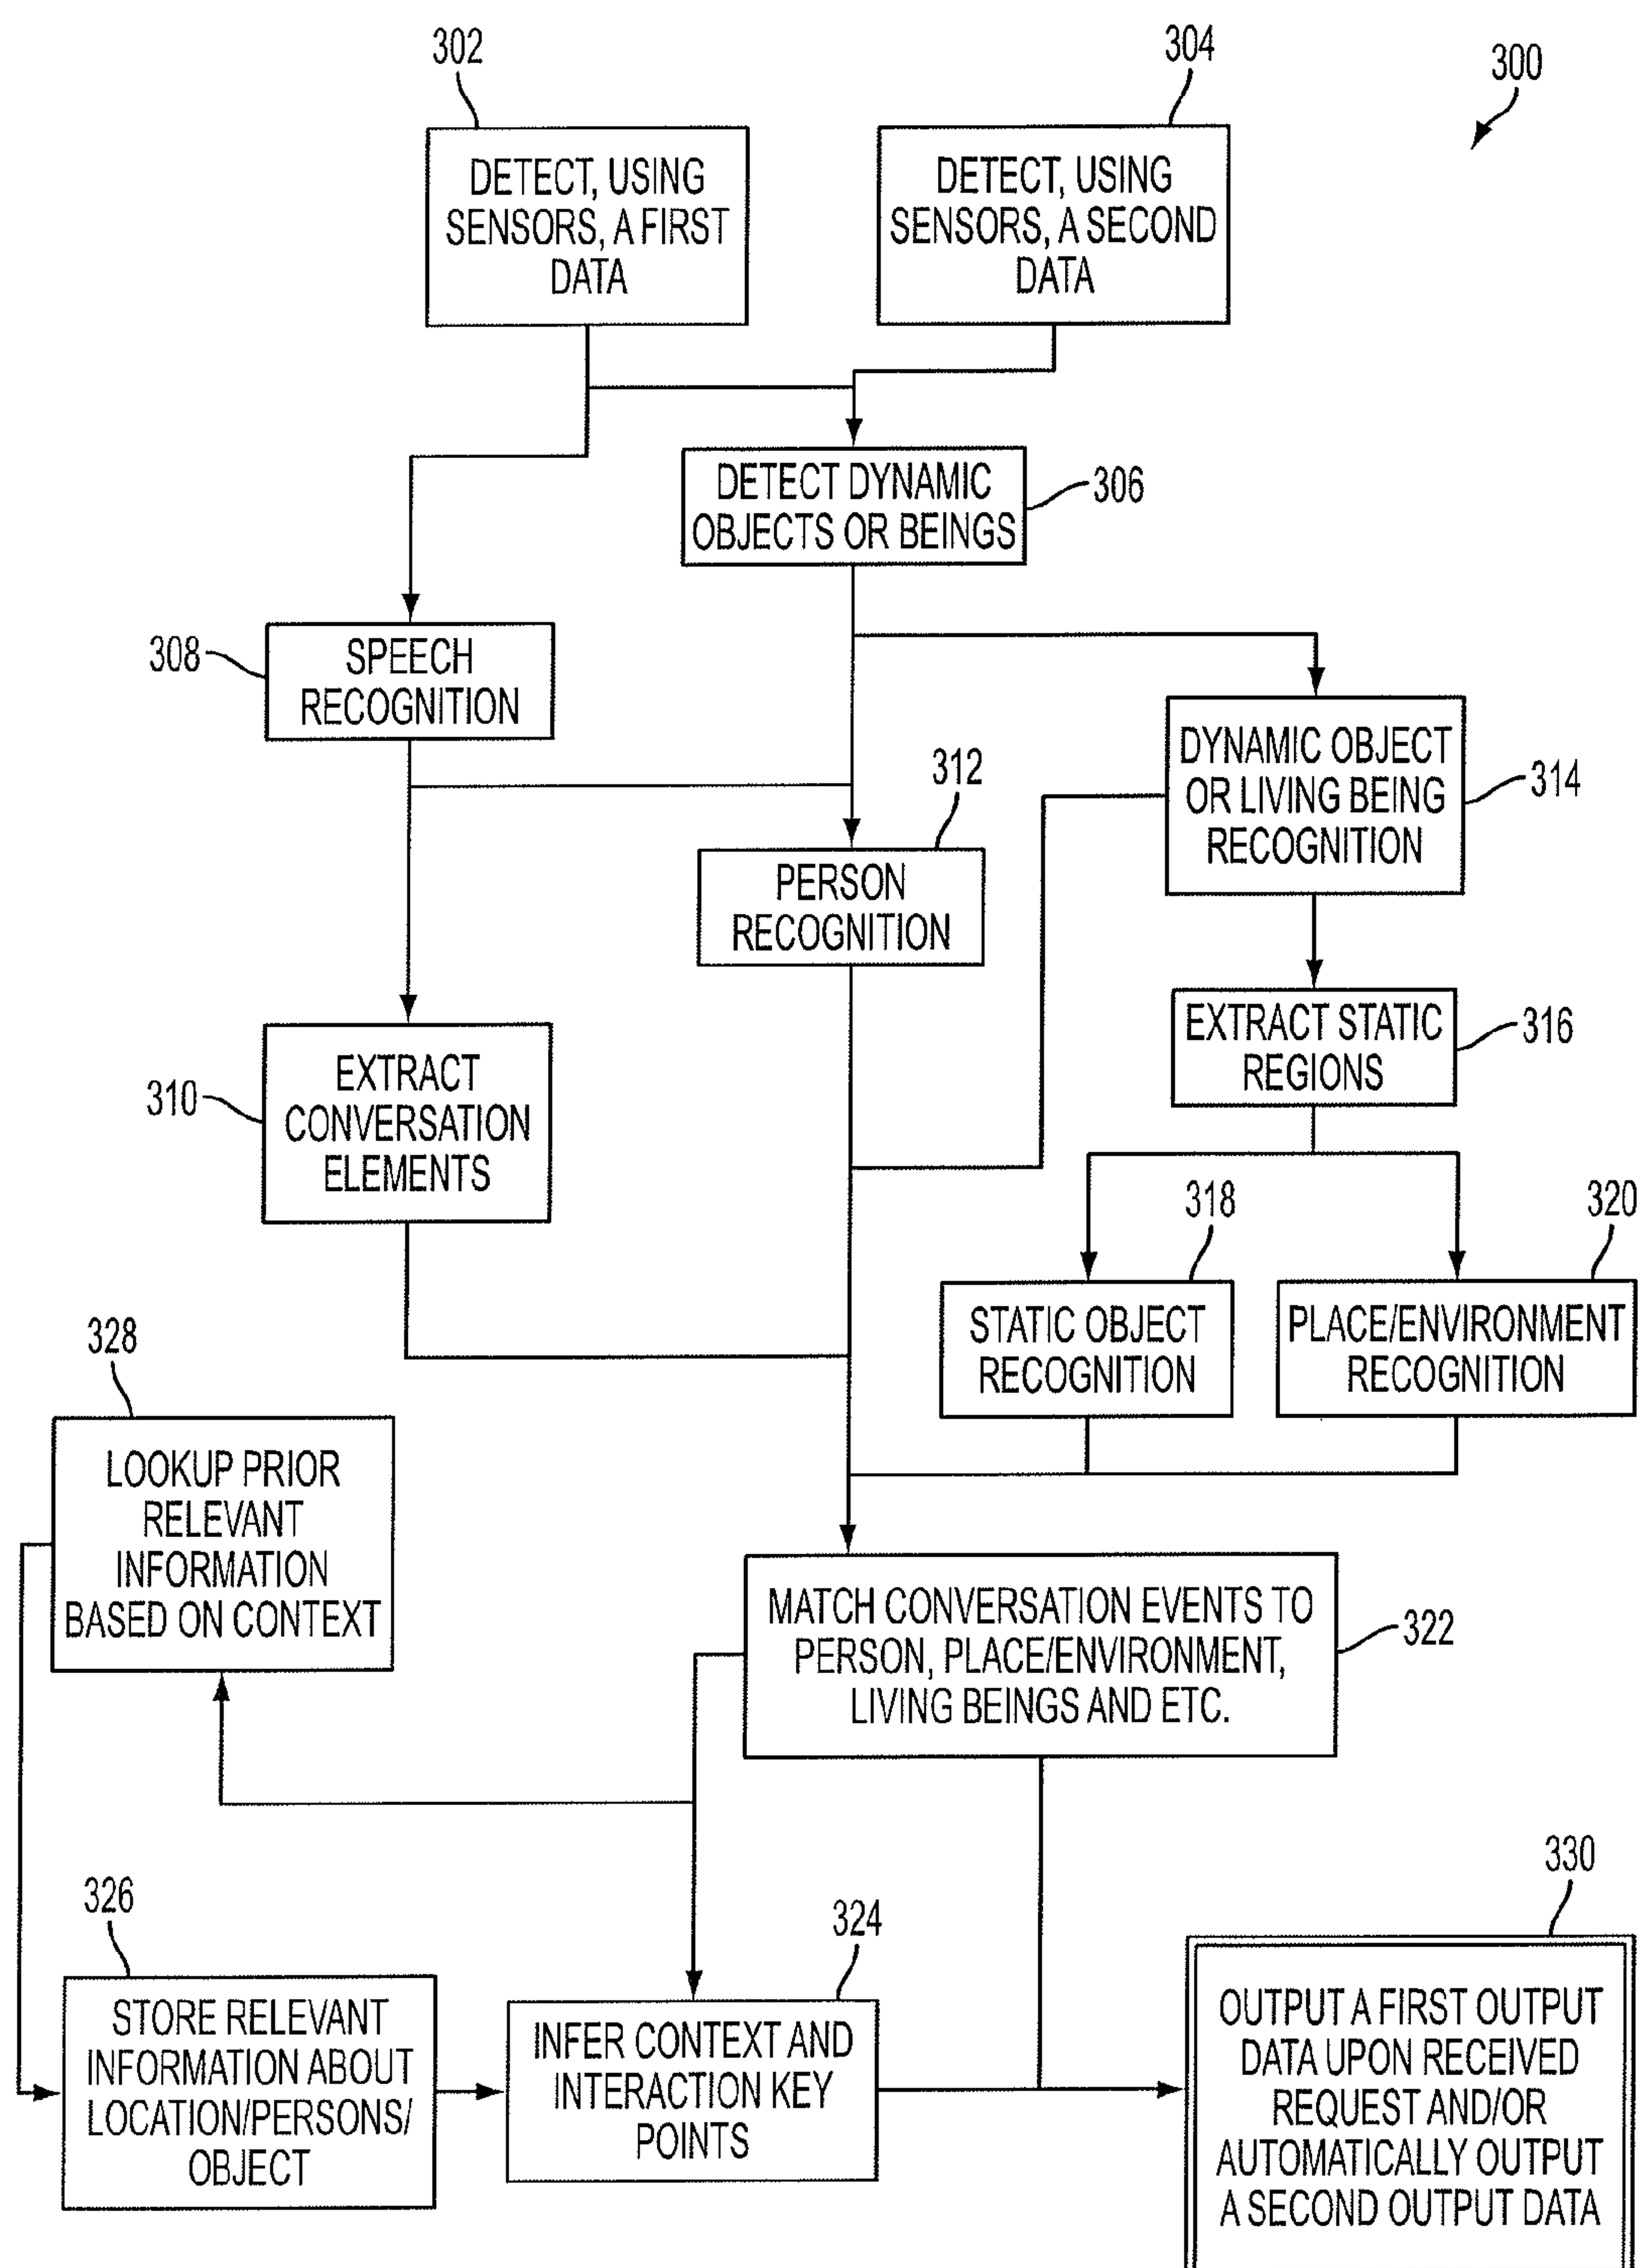 302
304
300
DETECT, USING
SENSORS, A FIRST
DATA
DETECT, USING
SENSORS, A SECOND
DATA
DETECT DYNAMIC
OBJECTS OR BEINGS
306
308
SPEECH
RECOGNITION
312
DYNAMIC OBJECT
OR LIVING BEING
RECOGNITION
314
PERSON
RECOGNITION
310
EXTRACT
CONVERSATION
ELEMENTS
EXTRACT STATIC
REGIONS
316
318
320
STATIC OBJECT
RECOGNITION
PLACE/ENVIRONMENT
RECOGNITION
328
LOOKUP PRIOR
RELEVANT
INFORMATION
BASED ON CONTEXT
MATCH CONVERSATION EVENTS TO
PERSON, PLACE/ENVIRONMENT,
LIVING BEINGS AND ETC.
322
326
STORE RELEVANT
INFORMATION ABOUT
LOCATION/PERSONS/
OBJECT
324
INFER CONTEXT AND
INTERACTION KEY
POINTS
330
OUTPUT A FIRST OUTPUT
DATA UPON RECEIVED
REQUEST AND/OR
AUTOMATICALLY OUTPUT
A SECOND OUTPUT DATA